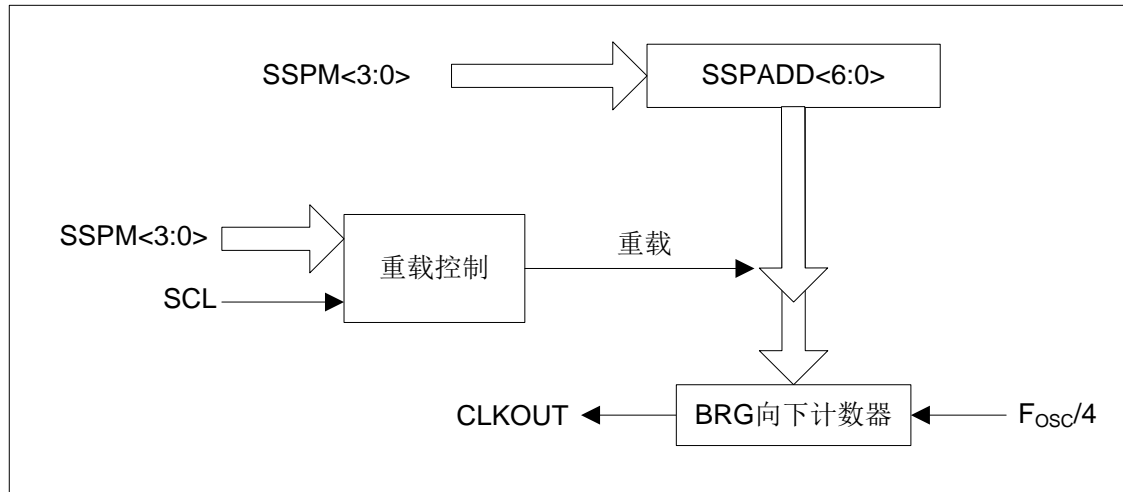 SSPM<3:0>
SSPADD<6:0>
SSPM<3:0>
重载控制
重载
SCL
CLKOUT
BRG向下计数器
FOSC/4